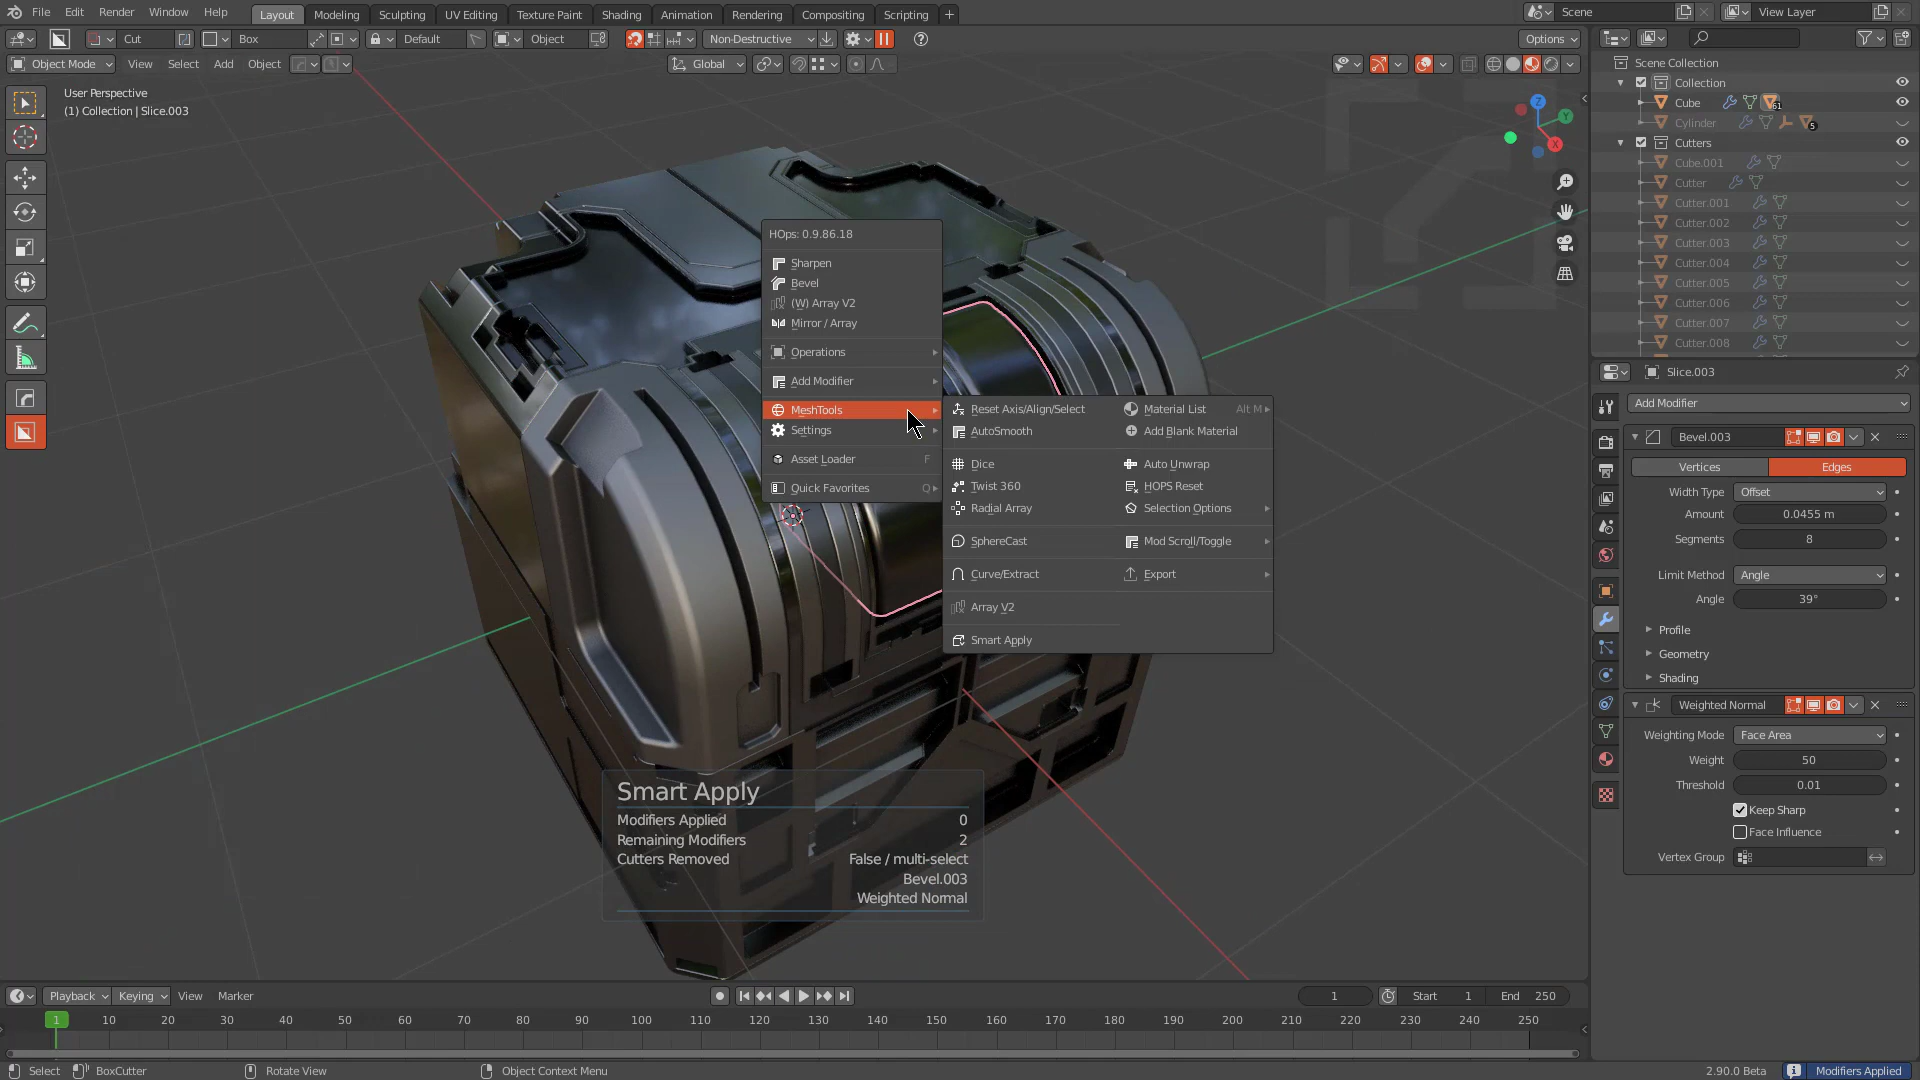 File Edit Render Window Help Layout Modeling Sculpting UV Editing Texture Paint Shading Animation Rendering Compositing Scripting + Scene View Layer
Cut Box Default Object Non-Destructive Options
Object Mode View Select Add Object Global
User Perspective
(1) Collection | Slice.003
Z
Y
X
Scene Collection
Collection
Cube 61
Cylinder 5
Cutters
Cube.001
Cutter
Cutter.001
Cutter.002
Cutter.003
Cutter.004
Cutter.005
Cutter.006
Cutter.007
Cutter.008
HOps: 0.9.86.18
Sharpen
Bevel
(W) Array V2
Mirror / Array
Operations
Add Modifier
MeshTools
Settings
Asset Loader F
Quick Favorites Q
Reset Axis/Align/Select
AutoSmooth
Dice
Twist 360
Radial Array
SphereCast
Curve/Extract
Array V2
Smart Apply
Material List Alt M
Add Blank Material
Auto Unwrap
HOPS Reset
Selection Options
Mod Scroll/Toggle
Export
Smart Apply
Modifiers Applied 0
Remaining Modifiers 2
Cutters Removed False / multi-select
Bevel.003
Weighted Normal
Slice.003
Add Modifier
Bevel.003
Vertices Edges
Width Type Offset
Amount 0.0455 m
Segments 8
Limit Method Angle
Angle 39°
Profile
Geometry
Shading
Weighted Normal
Weighting Mode Face Area
Weight 50
Threshold 0.01
Keep Sharp
Face Influence
Vertex Group
Playback Keying View Marker 1 Start 1 End 250
1 10 20 30 40 50 60 70 80 90 100 110 120 130 140 150 160 170 180 190 200 210 220 230 240 250
Select BoxCutter Rotate View Object Context Menu 2.90.0 Beta Modifiers Applied